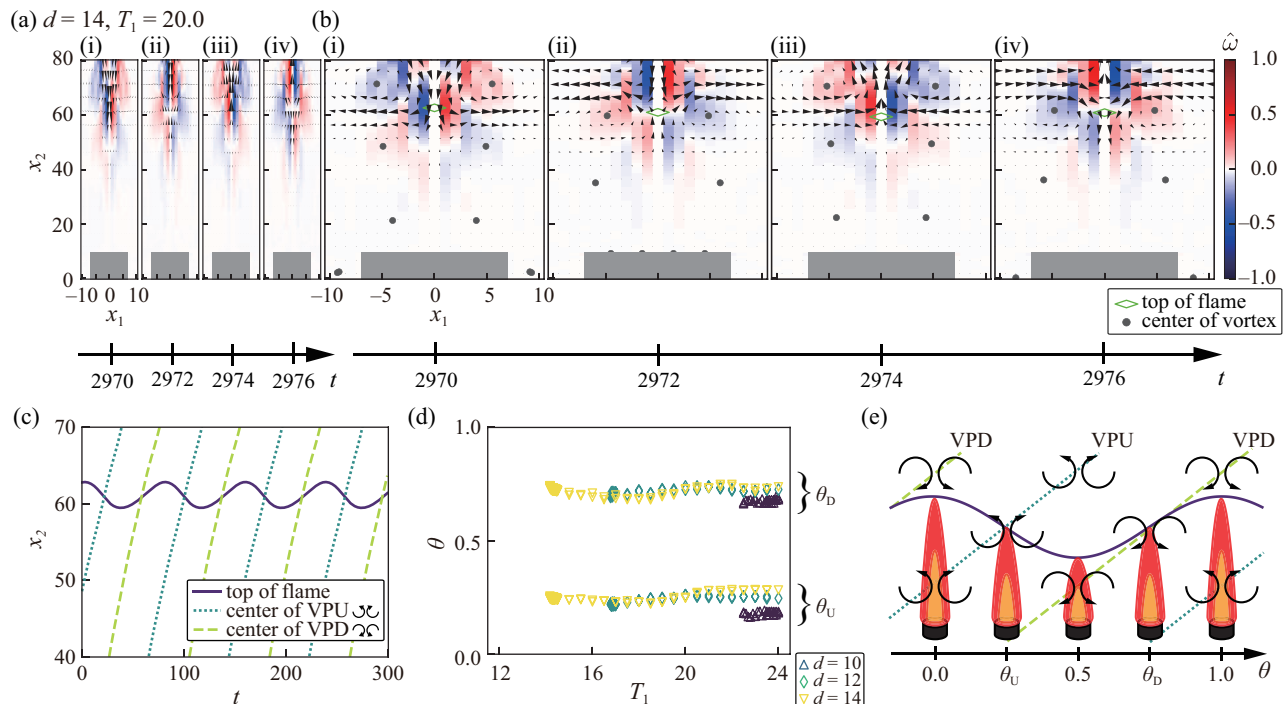 (a) d = 14, T1 = 20.0 (b)
(i) (ii) (iii) (iv) (i) (ii) (iii) (iv) ω̂
80
60
40
20
0
x2
−10 0 10
x1
−10 −5 0 5 10
x1
1.0
0.5
0
−0.5
−1.0
top of flame
center of vortex
2970 2972 2974 2976 t
2970 2972 2974 2976 t
(c)
70
60
50
40
x2
0 100 200 300
t
top of flame
center of VPU
center of VPD
(d)
1.0
0.5
0.0
θ
12 16 20 24
T1
θD
θU
d = 10
d = 12
d = 14
(e)
VPD VPU VPD
0.0 θU 0.5 θD 1.0 θ